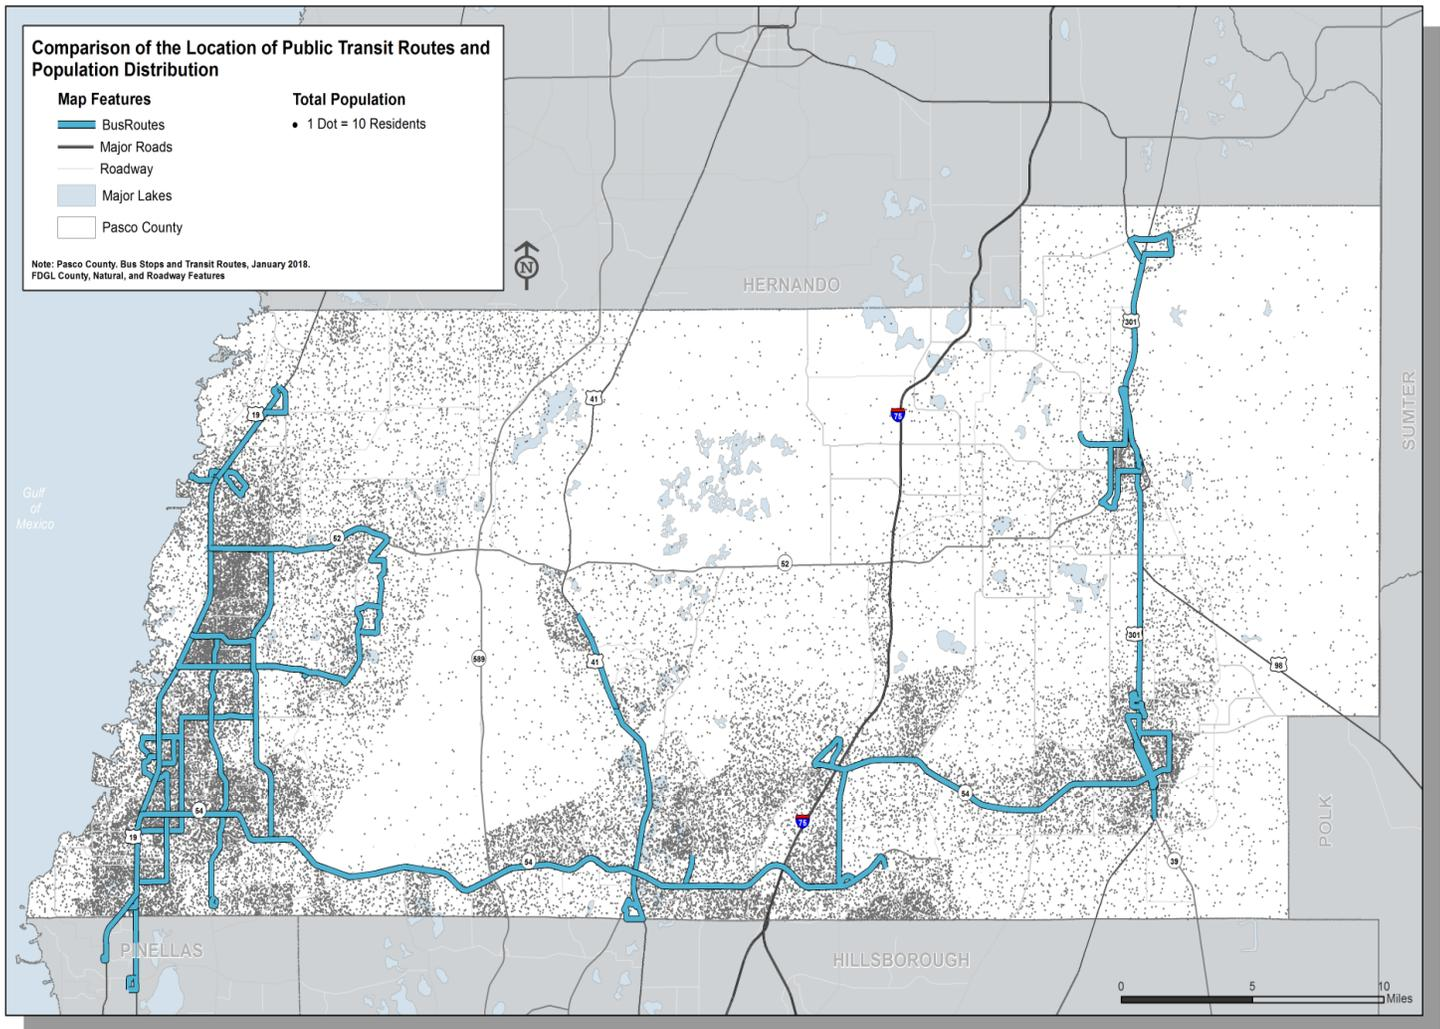 Comparison of the Location of Public Transit Routes and
Population Distribution
Map Features
Total Population
BusRoutes
• 1 Dot = 10 Residents
Major Roads
Roadway
Major Lakes
Pasco County
Note: Pasco County. Bus Stops and Transit Routes, January 2018.
FDGL County, Natural, and Roadway Features
N
HERNANDO
301
SUMTER
41
19
75
Gulf
of
Mexico
52
52
301
589
41
98
54
75
54
19
54
39
POLK
PINELLAS
HILLSBOROUGH
0
5
10
Miles